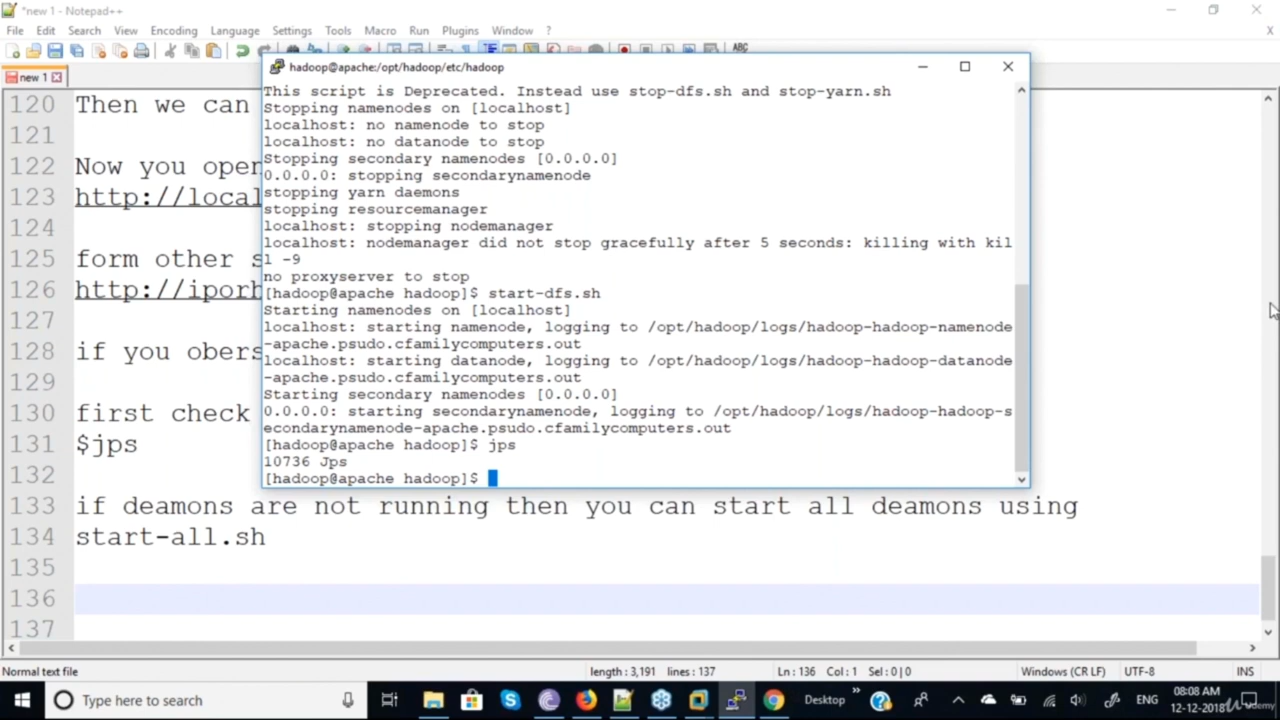 *new 1 - Notepad++
File Edit Search View Encoding Language Settings Tools Macro Run Plugins Window ?
X
ABC
new 1
hadoop@apache:/opt/hadoop/etc/hadoop
This script is Deprecated. Instead use stop-dfs.sh and stop-yarn.sh
Stopping namenodes on [localhost]
localhost: no namenode to stop
localhost: no datanode to stop
Stopping secondary namenodes [0.0.0.0]
0.0.0.0: stopping secondarynamenode
stopping yarn daemons
stopping resourcemanager
localhost: stopping nodemanager
localhost: nodemanager did not stop gracefully after 5 seconds: killing with kil
l -9
no proxyserver to stop
[hadoop@apache hadoop]$ start-dfs.sh
Starting namenodes on [localhost]
localhost: starting namenode, logging to /opt/hadoop/logs/hadoop-hadoop-namenode
-apache.psudo.cfamilycomputers.out
localhost: starting datanode, logging to /opt/hadoop/logs/hadoop-hadoop-datanode
-apache.psudo.cfamilycomputers.out
Starting secondary namenodes [0.0.0.0]
0.0.0.0: starting secondarynamenode, logging to /opt/hadoop/logs/hadoop-hadoop-s
econdarynamenode-apache.psudo.cfamilycomputers.out
[hadoop@apache hadoop]$ jps
10736 Jps
[hadoop@apache hadoop]$
120 Then we can
121
122 Now you open
123 http://local
124
125 form other s
126 http://iporh
127
128 if you obers
129
130 first check
131 $jps
132
133 if deamons are not running then you can start all deamons using
134 start-all.sh
135
136
137
Normal text file length : 3,191 lines : 137 Ln : 136 Col : 1 Sel : 0 | 0 Windows (CR LF) UTF-8 INS
Type here to search Desktop ENG 08:08 AM
12-12-2018
Udemy